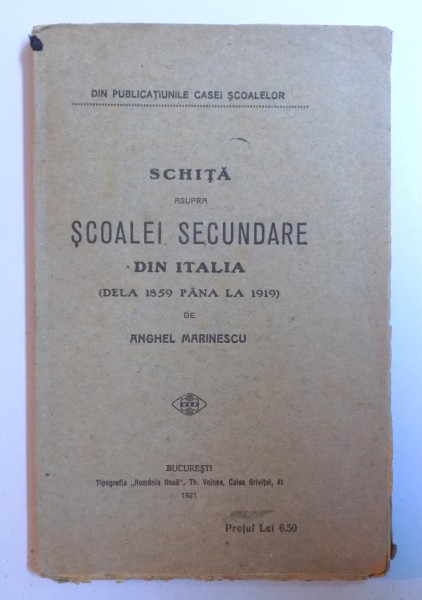 DIN PUBLICAȚIUNILE CASEI ȘCOALELOR
SCHIȚĂ
ASUPRA
ȘCOALEI SECUNDARE
DIN ITALIA
(DELA 1859 PÂNA LA 1919)
DE
ANGHEL MARINESCU
BUCUREȘTI
Tipografia „România Nouă”, Th. Voinea, Calea Griviței, 41
1921
Prețul Lei 6.50